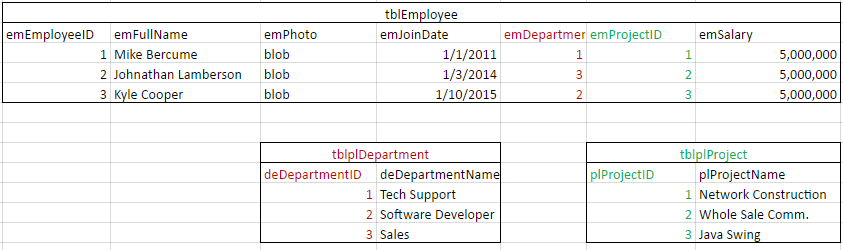 tblEmployee
emEmployeeID emFullName emPhoto emJoinDate emDepartmen emProjectID emSalary
1 Mike Bercume blob 1/1/2011 1 1 5,000,000
2 Johnathan Lamberson blob 1/3/2014 3 2 5,000,000
3 Kyle Cooper blob 1/10/2015 2 3 5,000,000
tblplDepartment tblplProject
deDepartmentID deDepartmentName plProjectID plProjectName
1 Tech Support 1 Network Construction
2 Software Developer 2 Whole Sale Comm.
3 Sales 3 Java Swing